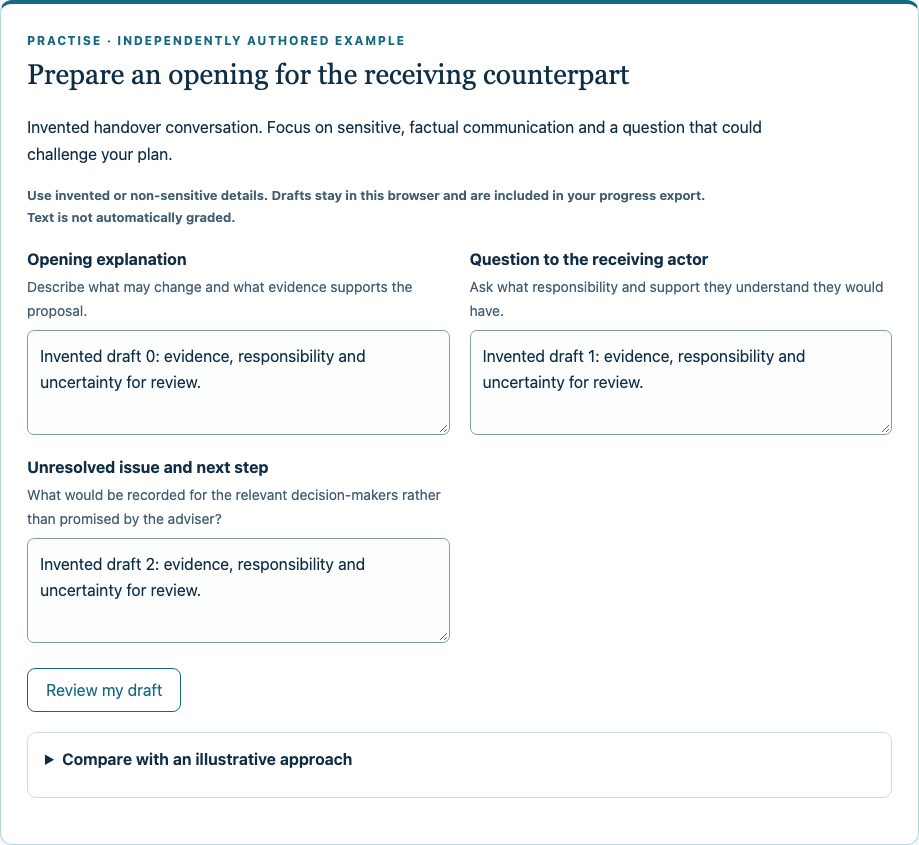 PRACTISE · INDEPENDENTLY AUTHORED EXAMPLE
Prepare an opening for the receiving counterpart
Invented handover conversation. Focus on sensitive, factual communication and a question that could
challenge your plan.
Use invented or non-sensitive details. Drafts stay in this browser and are included in your progress export.
Text is not automatically graded.
Opening explanation
Describe what may change and what evidence supports the
proposal.
Invented draft 0: evidence, responsibility and
uncertainty for review.
Question to the receiving actor
Ask what responsibility and support they understand they would
have.
Invented draft 1: evidence, responsibility and
uncertainty for review.
Unresolved issue and next step
What would be recorded for the relevant decision-makers rather
than promised by the adviser?
Invented draft 2: evidence, responsibility and
uncertainty for review.
Review my draft
Compare with an illustrative approach